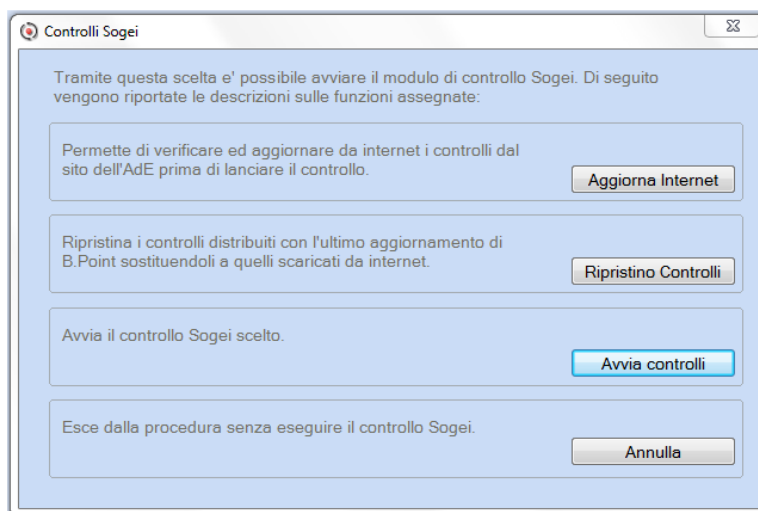 Controlli Sogei
Tramite questa scelta e' possibile avviare il modulo di controllo Sogei. Di seguito
vengono riportate le descrizioni sulle funzioni assegnate:
Permette di verificare ed aggiornare da internet i controlli dal
sito dell'AdE prima di lanciare il controllo.
Aggiorna Internet
Ripristina i controlli distribuiti con l'ultimo aggiornamento di
B.Point sostituendoli a quelli scaricati da internet.
Ripristino Controlli
Avvia il controllo Sogei scelto.
Avvia controlli
Esce dalla procedura senza eseguire il controllo Sogei.
Annulla